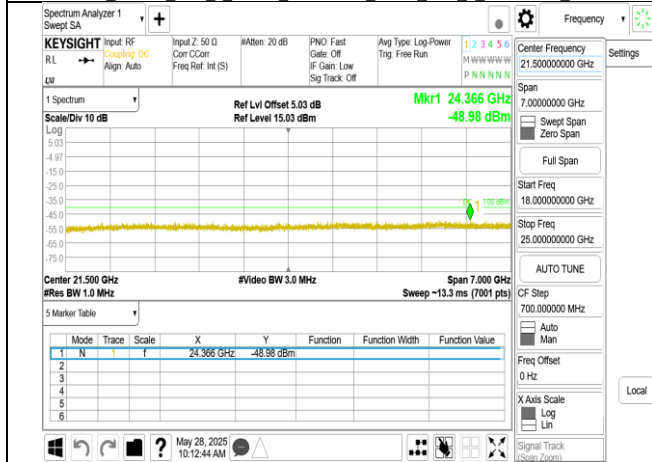 Spectrum Analyzer 1
Swept SA
Frequency
KEYSIGHT
RL
Input: RF
Coupling: DC
Align: Auto
Input Z: 50 Ω
Corr CCorr
Freq Ref: Int (S)
#Atten: 20 dB
PNO: Fast
Gate: Off
IF Gain: Low
Sig Track: Off
Avg Type: Log-Power
Trig: Free Run
1 2 3 4 5 6
M W W W W W
P N N N N N
Center Frequency
21.500000000 GHz
Settings
Span
7.00000000 GHz
Swept Span
Zero Span
Full Span
Start Freq
18.000000000 GHz
Stop Freq
25.000000000 GHz
AUTO TUNE
CF Step
700.000000 MHz
Auto
Man
Freq Offset
0 Hz
X Axis Scale
Log
Lin
Local
Signal Track
(Span Zoom)
1 Spectrum
Scale/Div 10 dB
Ref Lvl Offset 5.03 dB
Ref Level 15.03 dBm
Mkr1 24.366 GHz
-48.98 dBm
Log
5.03
-4.97
-15.0
-25.0
-35.0
-45.0
-55.0
-65.0
-75.0
1
Center 21.500 GHz
#Video BW 3.0 MHz
Span 7.000 GHz
#Res BW 1.0 MHz
Sweep ~13.3 ms (7001 pts)
5 Marker Table
Mode Trace Scale X Y Function Function Width Function Value
1 N 1 f 24.366 GHz -48.98 dBm
2
3
4
5
6
May 28, 2025
10:12:44 AM